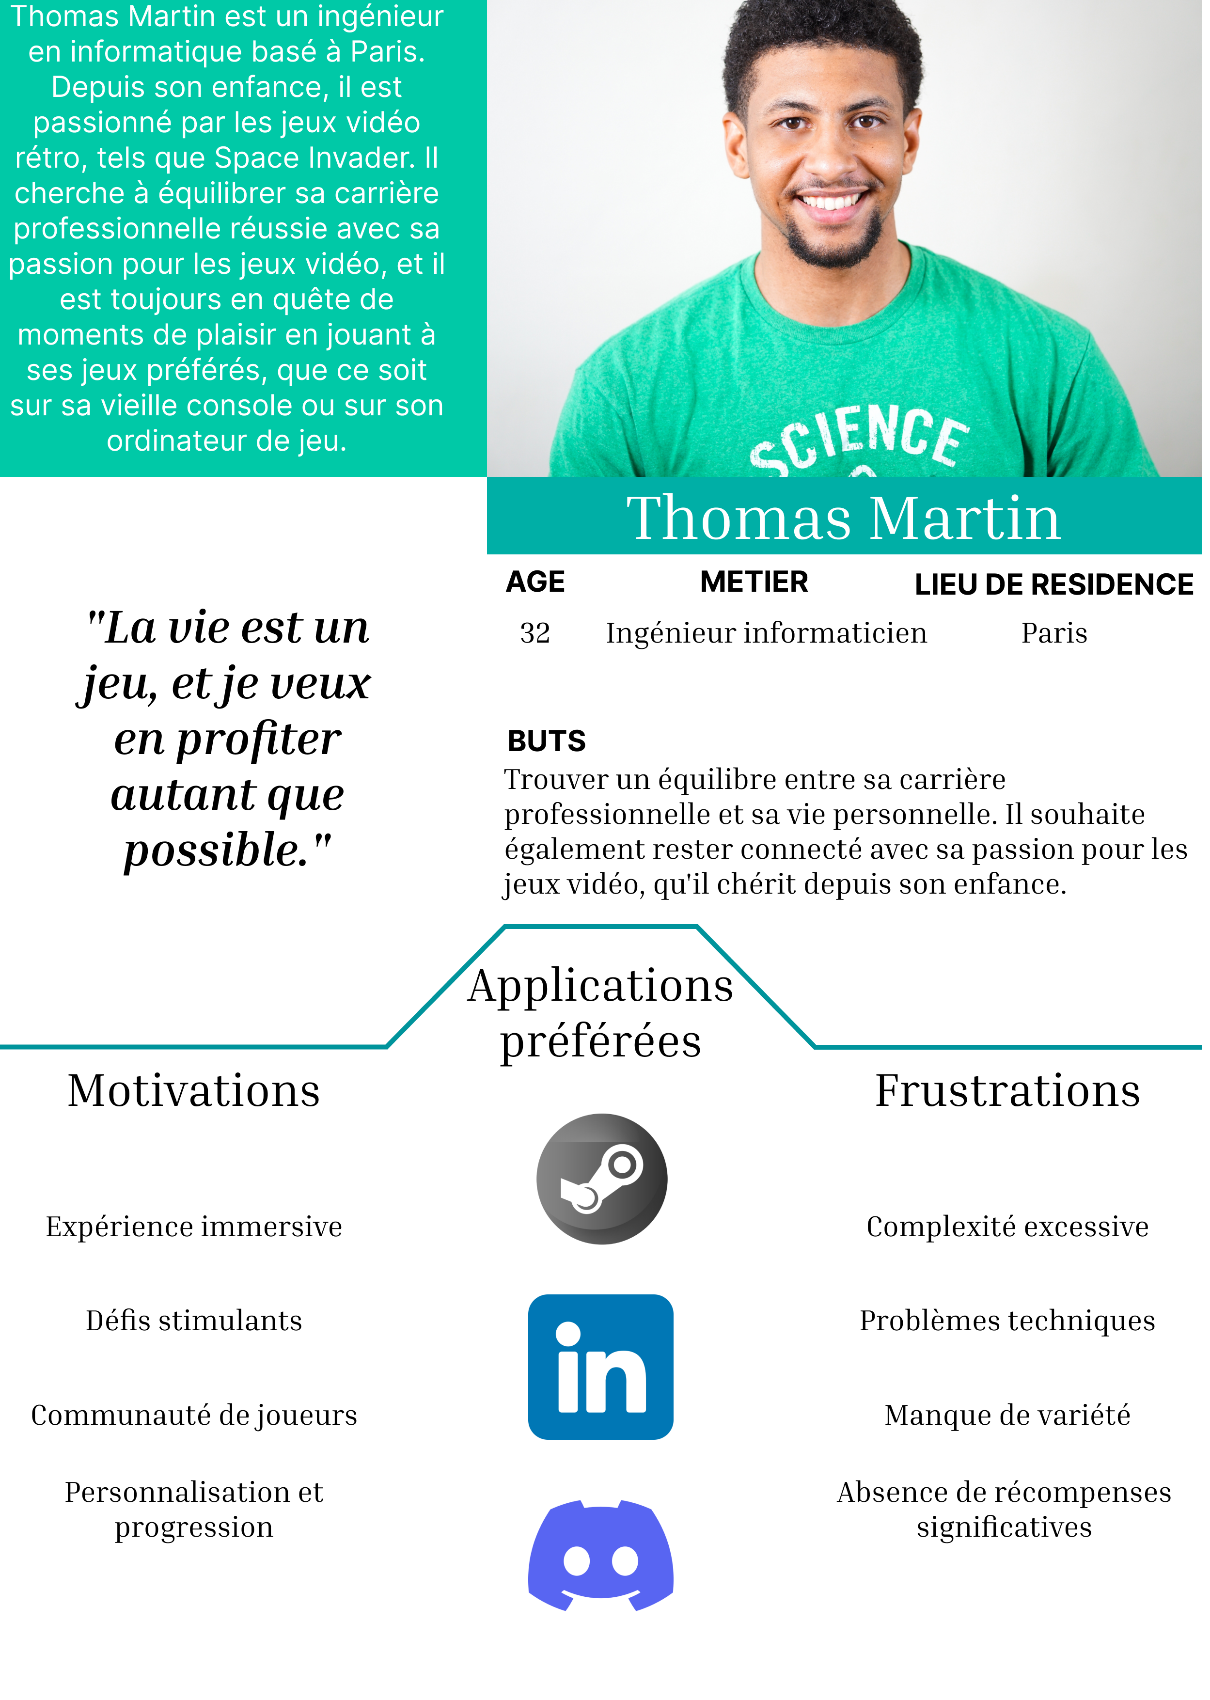 Thomas Martin est un ingénieur
en informatique basé à Paris.
Depuis son enfance, il est
passionné par les jeux vidéo
rétro, tels que Space Invader. Il
cherche à équilibrer sa carrière
professionnelle réussie avec sa
passion pour les jeux vidéo, et il
est toujours en quête de
moments de plaisir en jouant à
ses jeux préférés, que ce soit
sur sa vieille console ou sur son
ordinateur de jeu.
SCIENCE
Thomas Martin
AGE
32
METIER
Ingénieur informaticien
LIEU DE RESIDENCE
Paris
"La vie est un
jeu, et je veux
en profiter
autant que
possible."
BUTS
Trouver un équilibre entre sa carrière
professionnelle et sa vie personnelle. Il souhaite
également rester connecté avec sa passion pour les
jeux vidéo, qu'il chérit depuis son enfance.
Motivations
Expérience immersive
Défis stimulants
Communauté de joueurs
Personnalisation et
progression
Applications
préférées
in
Frustrations
Complexité excessive
Problèmes techniques
Manque de variété
Absence de récompenses
significatives